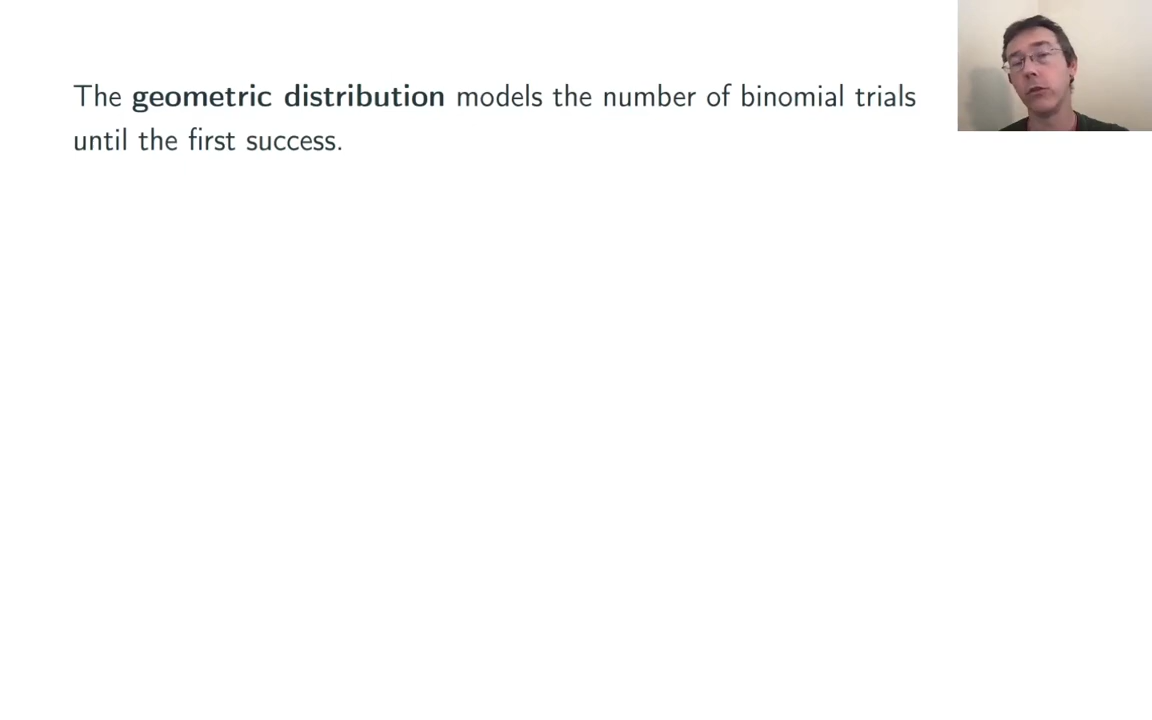 The geometric distribution models the number of binomial trials
until the first success.